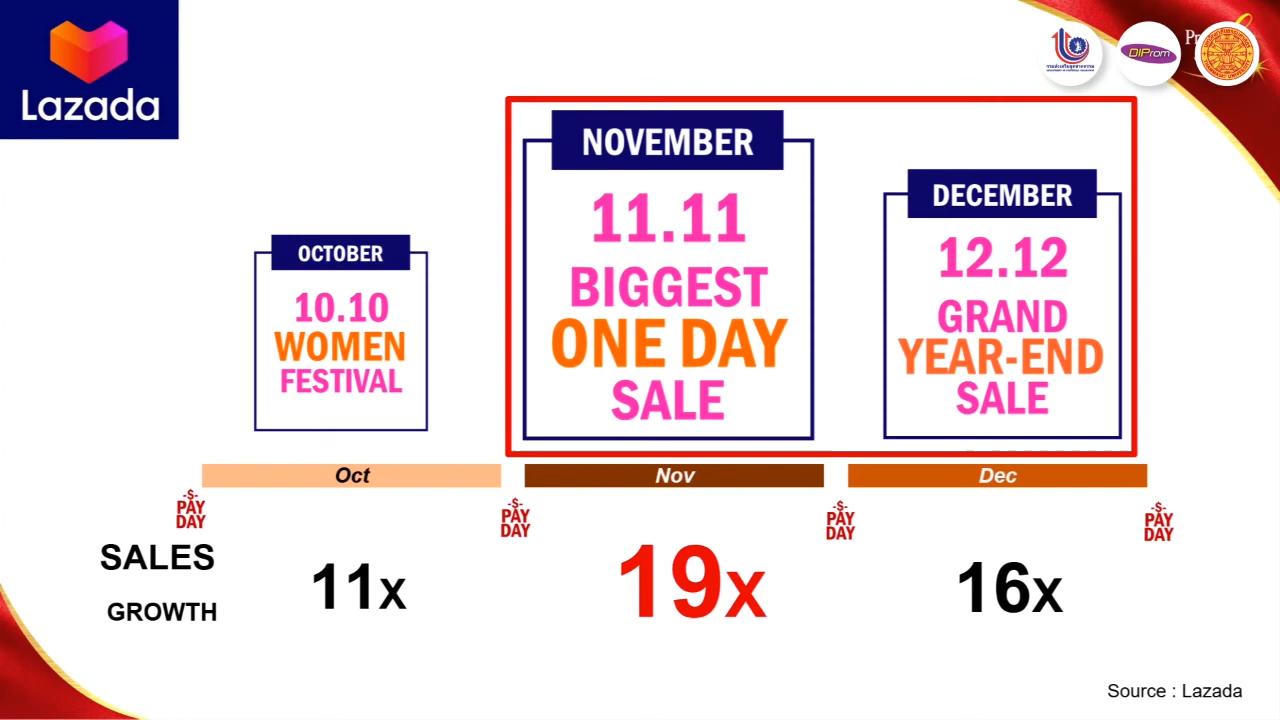 Lazada
DIProm
NOVEMBER
11.11
BIGGEST
ONE DAY
SALE
DECEMBER
12.12
GRAND
YEAR-END
SALE
OCTOBER
10.10
WOMEN
FESTIVAL
Oct
Nov
Dec
-$-
PAY
DAY
-$-
PAY
DAY
-$-
PAY
DAY
-$-
PAY
DAY
SALES
GROWTH
11x
19x
16x
Source : Lazada